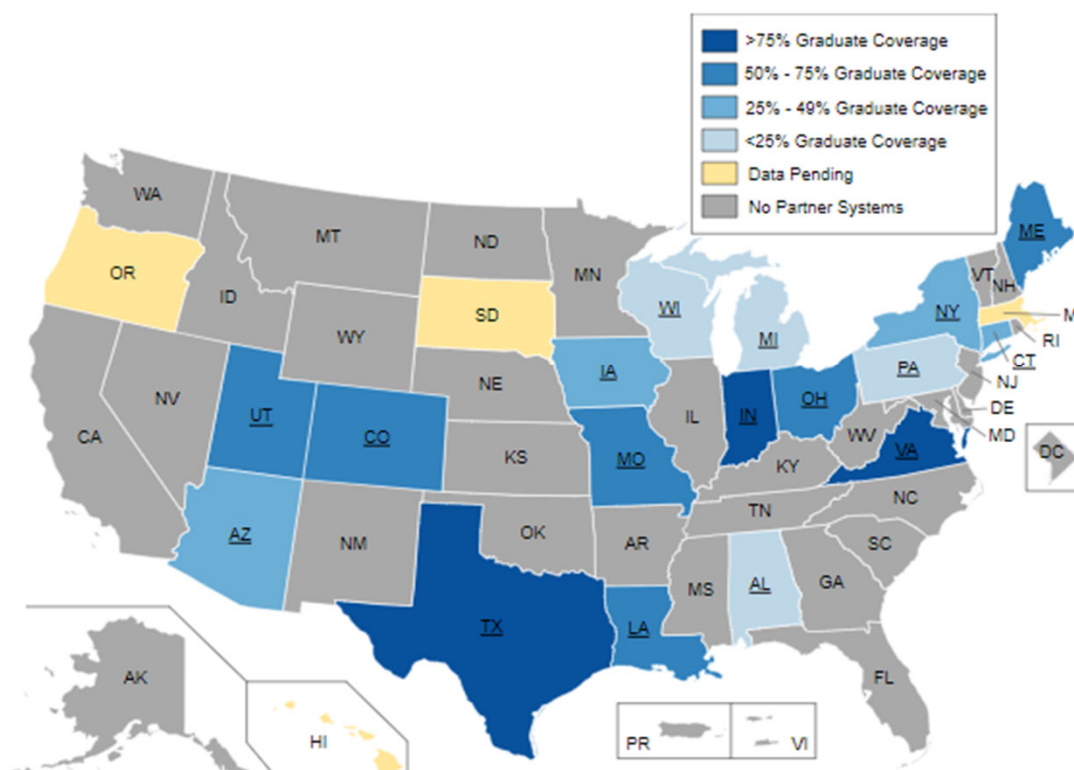 >75% Graduate Coverage
50% - 75% Graduate Coverage
25% - 49% Graduate Coverage
<25% Graduate Coverage
Data Pending
No Partner Systems
WA
MT
ND
MN
ME
VT
NH
OR
ID
SD
WI
NY
M
WY
MI
RI
IA
PA
CT
NE
NJ
NV
UT
IL
IN
OH
DE
CA
CO
WV
MD
KS
MO
KY
VA
DC
NC
TN
AZ
NM
OK
AR
SC
MS
AL
GA
TX
LA
AK
FL
HI
PR
VI